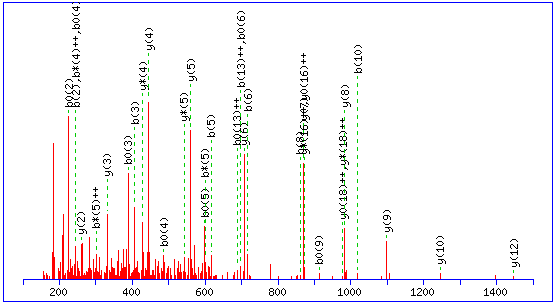 b0(2)
b(2),b*(4)++,b0(4)
y(2)
b*(5)++
y(3)
b0(3)
b(3)
y*(4)
y(4)
b0(4)
y*(5)
y(5)
b0(5)
b*(5)
b(5)
b0(13)++
b(13)++,b0(6)
y(6)
b(6)
b(8)
b0(9)
y0(18)++,y*(18)++
y(8)
b(10)
y(9)
y(10)
y(12)
200
400
600
800
1000
1200
1400